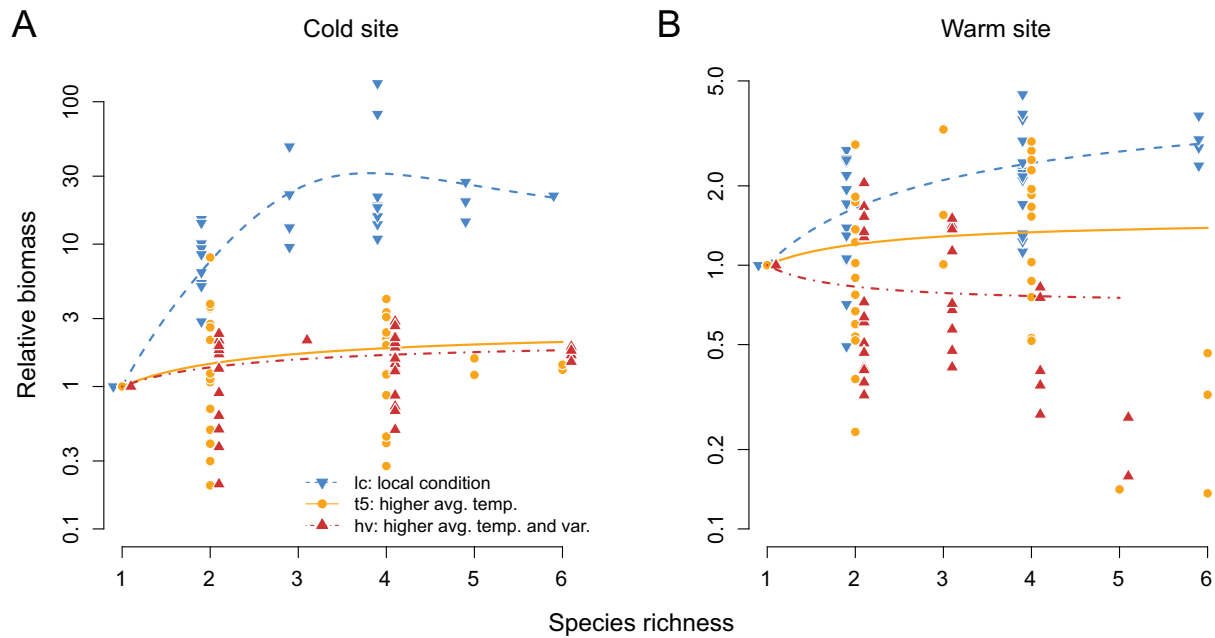 A
Cold site
B
Warm site
Relative biomass
100
30
10
3
1
0.3
0.1
5.0
2.0
1.0
0.5
0.2
0.1
lc: local condition
t5: higher avg. temp.
hv: higher avg. temp. and var.
1 2 3 4 5 6
1 2 3 4 5 6
Species richness